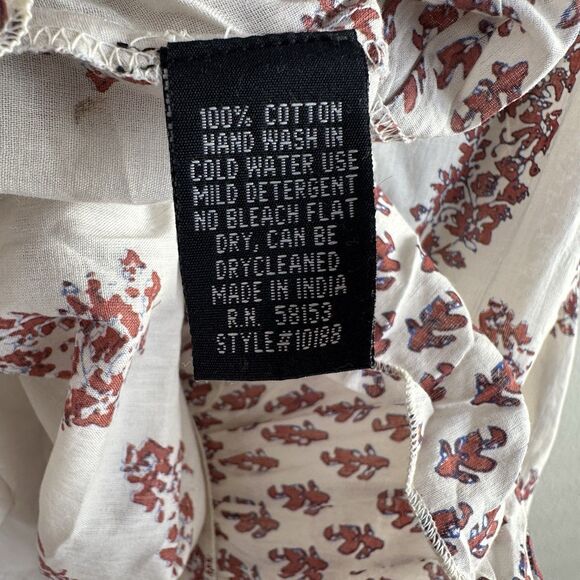 100% COTTON
HAND WASH IN
COLD WATER USE
MILD DETERGENT
NO BLEACH FLAT
DRY, CAN BE
DRYCLEANED
MADE IN INDIA
R.N. 58153
STYLE#10188